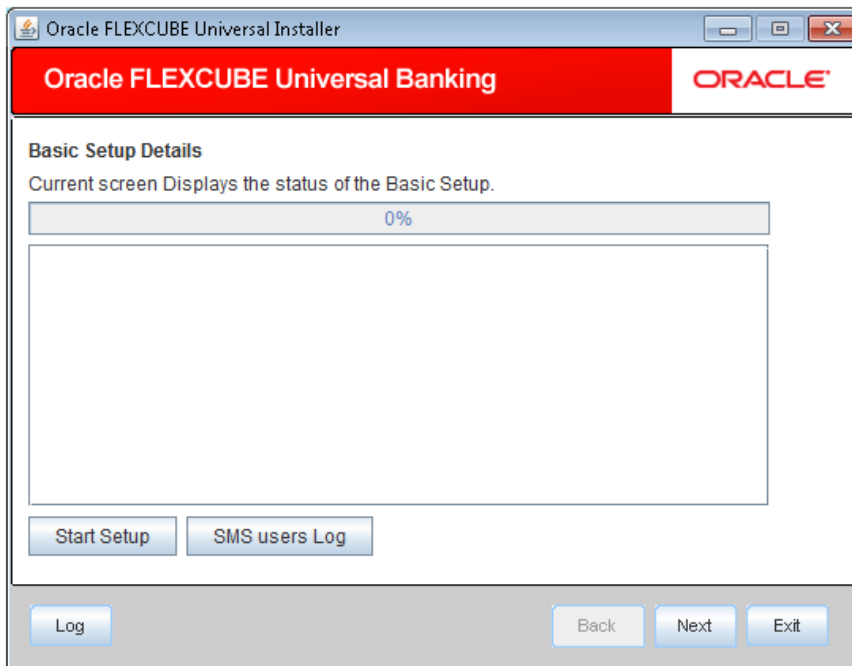 Oracle FLEXCUBE Universal Installer
Oracle FLEXCUBE Universal Banking
ORACLE
Basic Setup Details
Current screen Displays the status of the Basic Setup.
0%
Start Setup SMS users Log
Log Back Next Exit